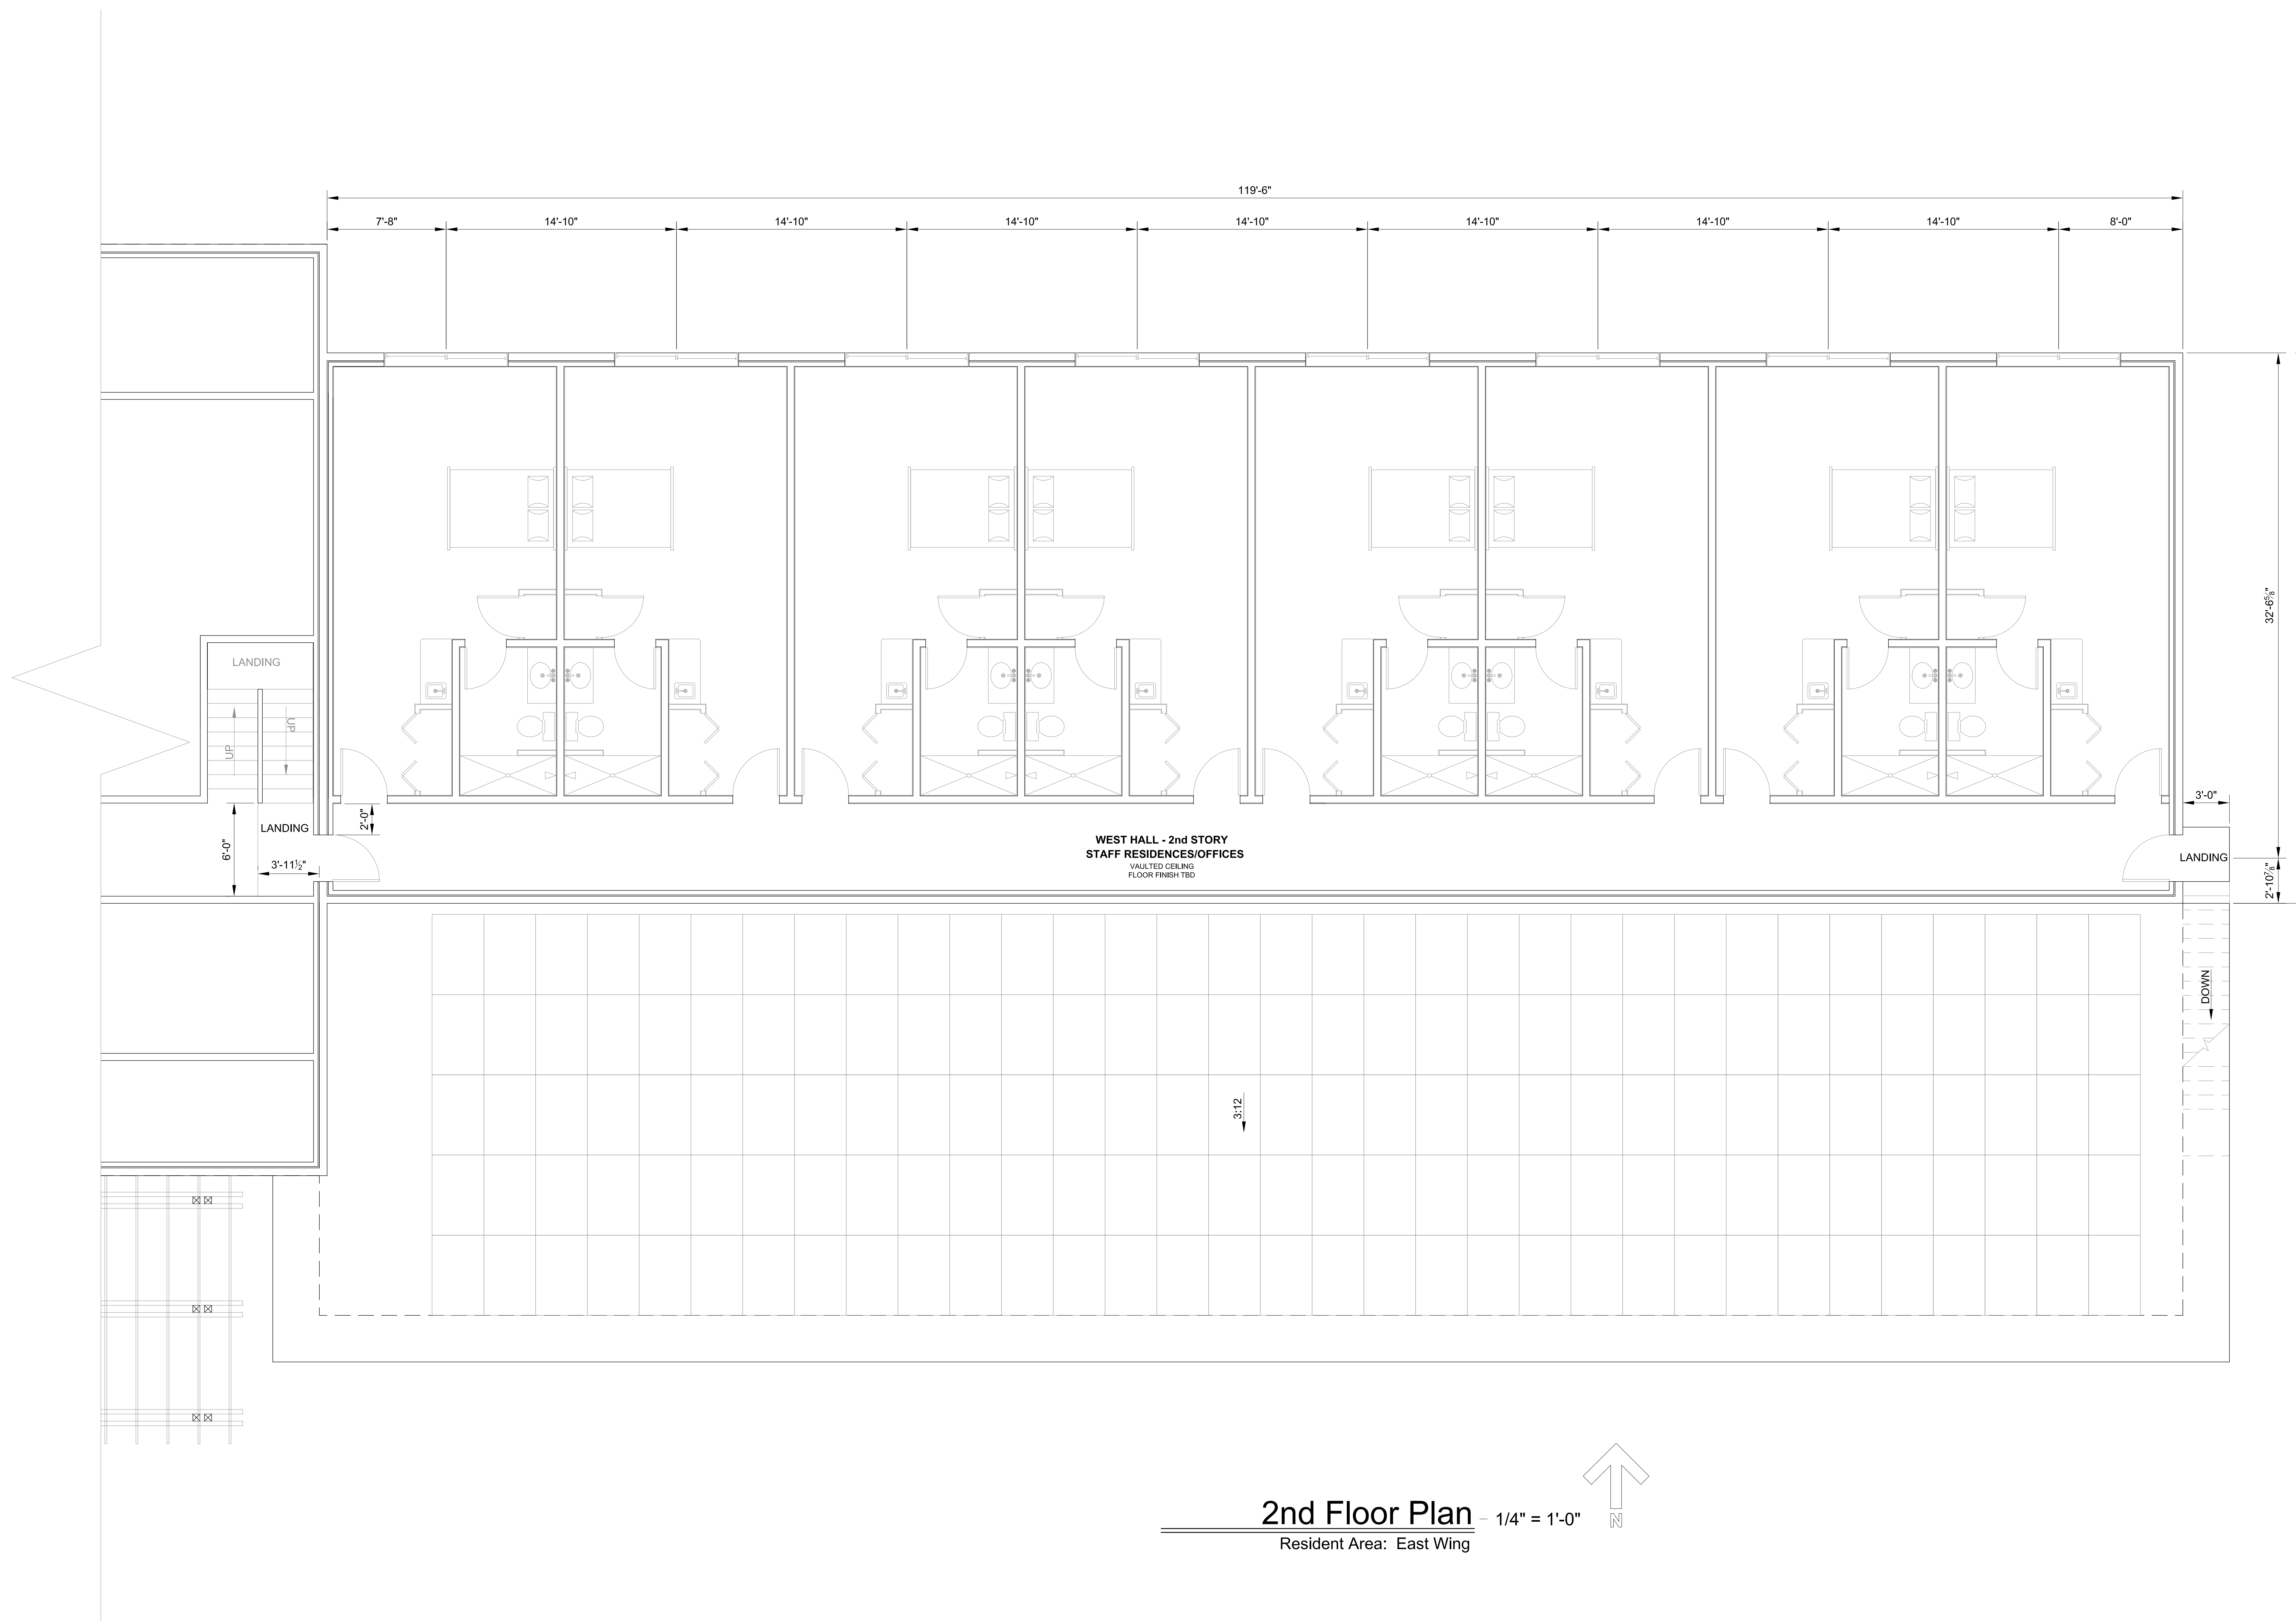 119'-6"
7'-8"
14'-10"
14'-10"
14'-10"
14'-10"
14'-10"
14'-10"
14'-10"
8'-0"
32'-6⅝"
LANDING
UP
UP
LANDING
6'-0"
3'-11½"
2'-0"
WEST HALL - 2nd STORY
STAFF RESIDENCES/OFFICES
VAULTED CEILING
FLOOR FINISH TBD
3'-0"
LANDING
2'-10⅞"
DOWN
3:12
2nd Floor Plan - 1/4" = 1'-0"
N
Resident Area: East Wing